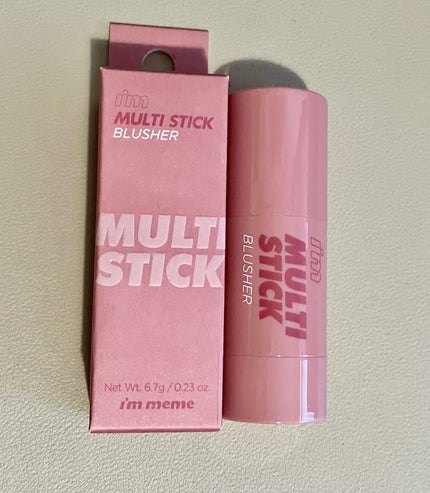 i'm
MULTI STICK
BLUSHER
MULTI
STICK
Net Wt. 6.7g / 0.23 oz.
i'm meme
i'm
MULTI
STICK
BLUSHER